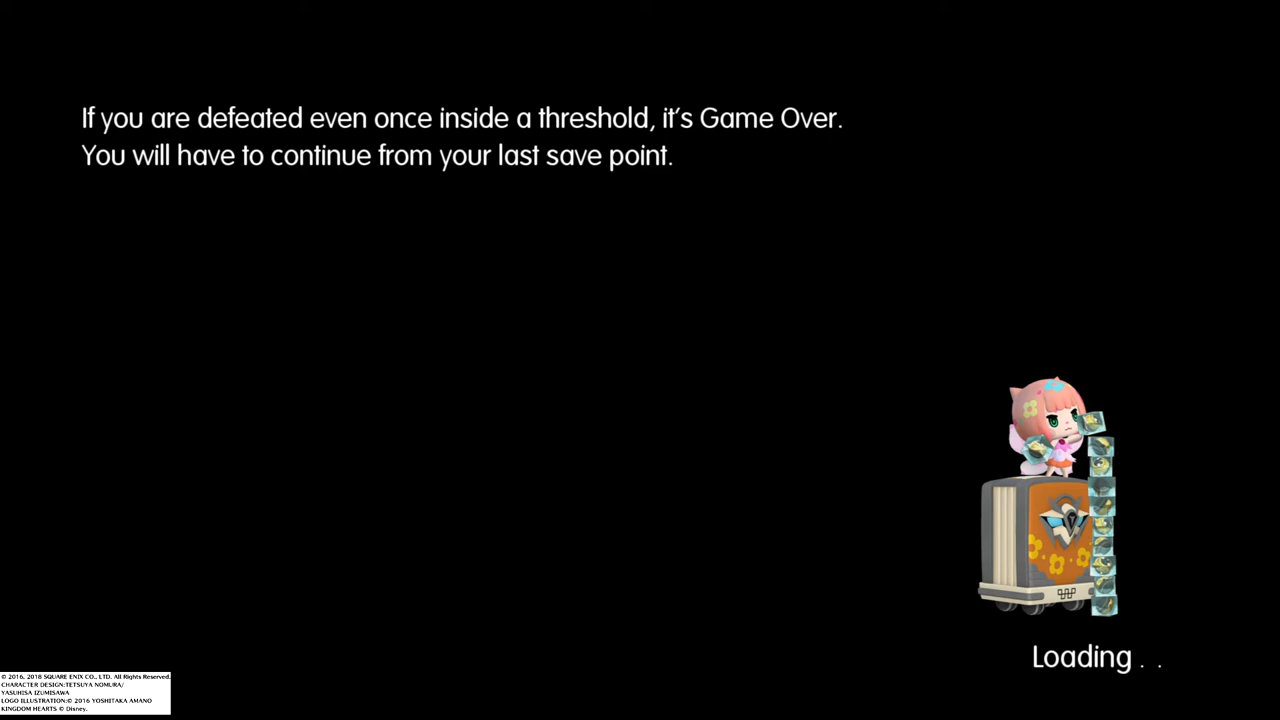 If you are defeated even once inside a threshold, it's Game Over.
You will have to continue from your last save point.
Loading . .
© 2016, 2018 SQUARE ENIX CO., LTD. All Rights Reserved.
CHARACTER DESIGN:TETSUYA NOMURA/
YASUHISA IZUMISAWA
LOGO ILLUSTRATION:© 2016 YOSHITAKA AMANO
KINGDOM HEARTS © Disney.